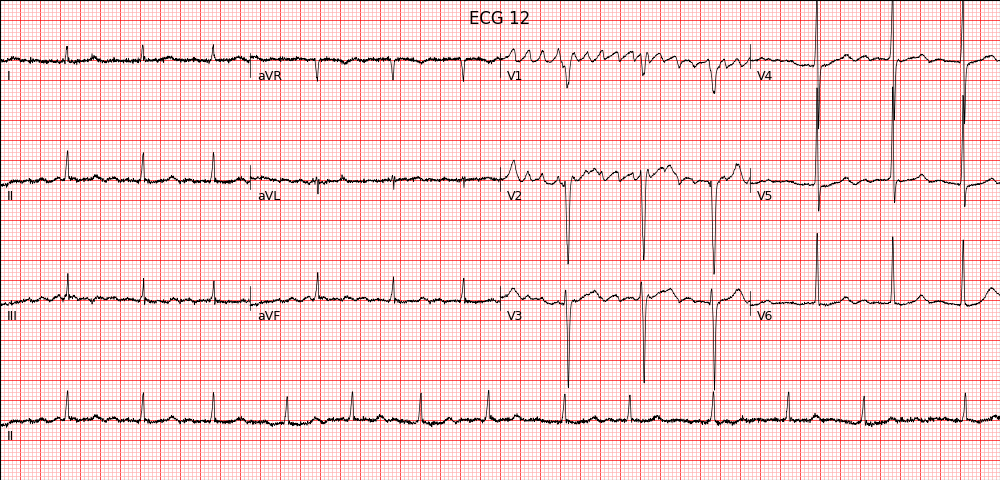 ECG 12
I aVR V1 V4
II aVL V2 V5
III aVF V3 V6
II